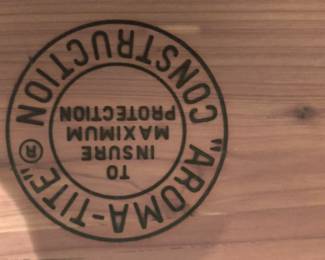 "AROMA-TITE"®
CONSTRUCTION
TO
INSURE
MAXIMUM
PROTECTION